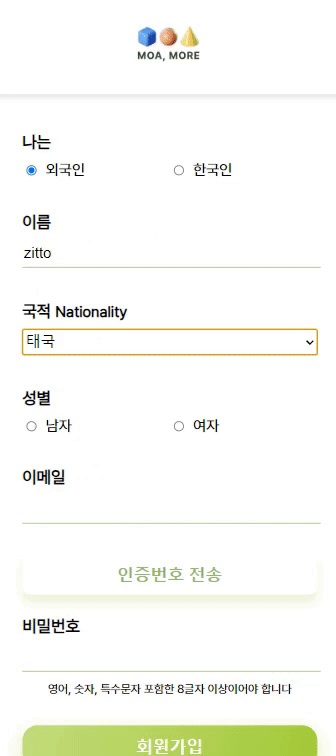 MOA, MORE
나는
외국인 한국인
이름
zitto
국적 Nationality
태국
성별
남자 여자
이메일
인증번호 전송
비밀번호
영어, 숫자, 특수문자 포함한 8글자 이상이어야 합니다
회원가입